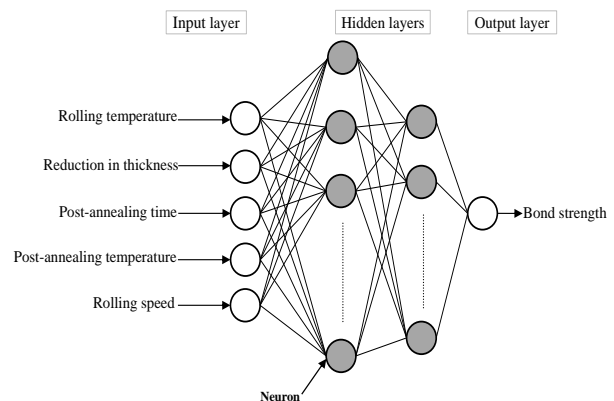 Input layer
Hidden layers
Output layer
Rolling temperature
Reduction in thickness
Post-annealing time
Post-annealing temperature
Rolling speed
Bond strength
Neuron